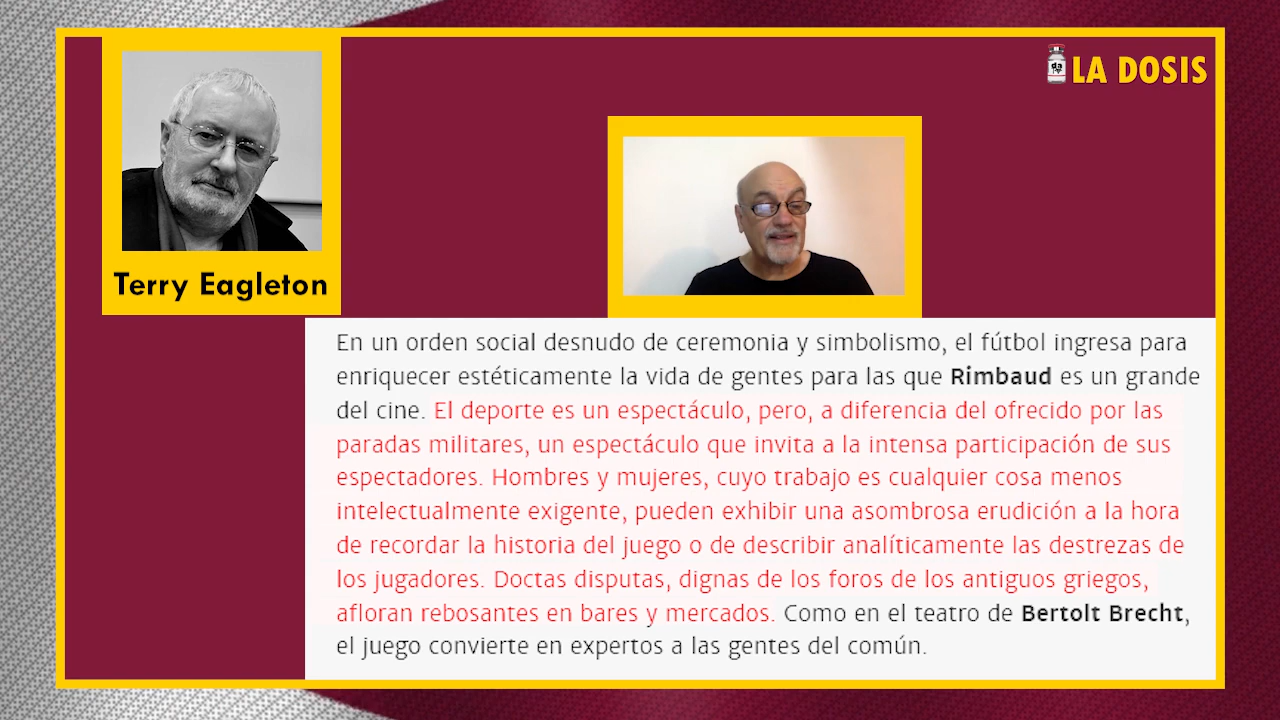 LA DOSIS
Terry Eagleton
En un orden social desnudo de ceremonia y simbolismo, el fútbol ingresa para
enriquecer estéticamente la vida de gentes para las que Rimbaud es un grande
del cine. El deporte es un espectáculo, pero, a diferencia del ofrecido por las
paradas militares, un espectáculo que invita a la intensa participación de sus
espectadores. Hombres y mujeres, cuyo trabajo es cualquier cosa menos
intelectualmente exigente, pueden exhibir una asombrosa erudición a la hora
de recordar la historia del juego o de describir analíticamente las destrezas de
los jugadores. Doctas disputas, dignas de los foros de los antiguos griegos,
afloran rebosantes en bares y mercados. Como en el teatro de Bertolt Brecht,
el juego convierte en expertos a las gentes del común.